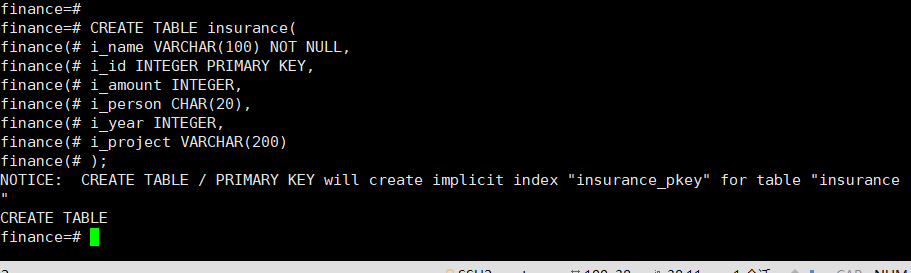 finance=#
finance=# CREATE TABLE insurance(
finance(# i_name VARCHAR(100) NOT NULL,
finance(# i_id INTEGER PRIMARY KEY,
finance(# i_amount INTEGER,
finance(# i_person CHAR(20),
finance(# i_year INTEGER,
finance(# i_project VARCHAR(200)
finance(# );
NOTICE:  CREATE TABLE / PRIMARY KEY will create implicit index "insurance_pkey" for table "insurance
"
CREATE TABLE
finance=#